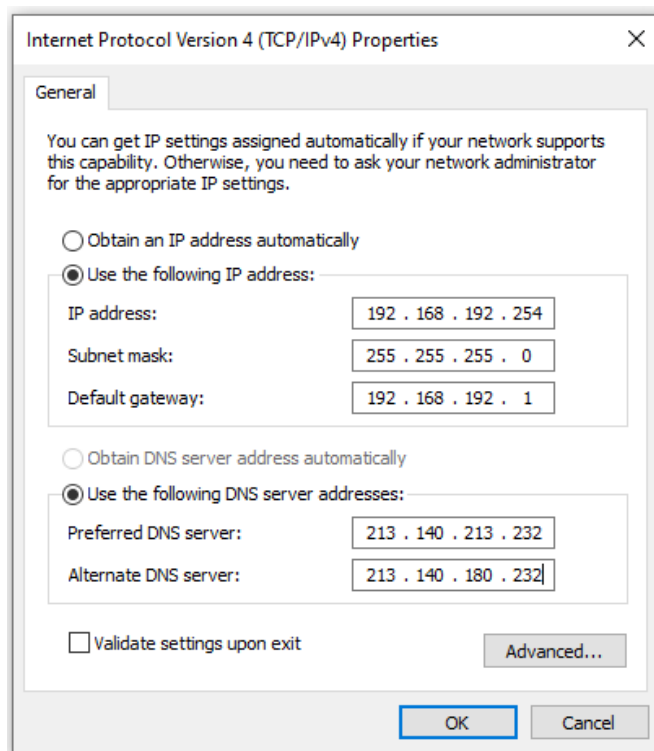 Internet Protocol Version 4 (TCP/IPv4) Properties
General
You can get IP settings assigned automatically if your network supports
this capability. Otherwise, you need to ask your network administrator
for the appropriate IP settings.
Obtain an IP address automatically
Use the following IP address:
IP address: 192 . 168 . 192 . 254
Subnet mask: 255 . 255 . 255 . 0
Default gateway: 192 . 168 . 192 . 1
Obtain DNS server address automatically
Use the following DNS server addresses:
Preferred DNS server: 213 . 140 . 213 . 232
Alternate DNS server: 213 . 140 . 180 . 232
Validate settings upon exit
Advanced...
OK Cancel